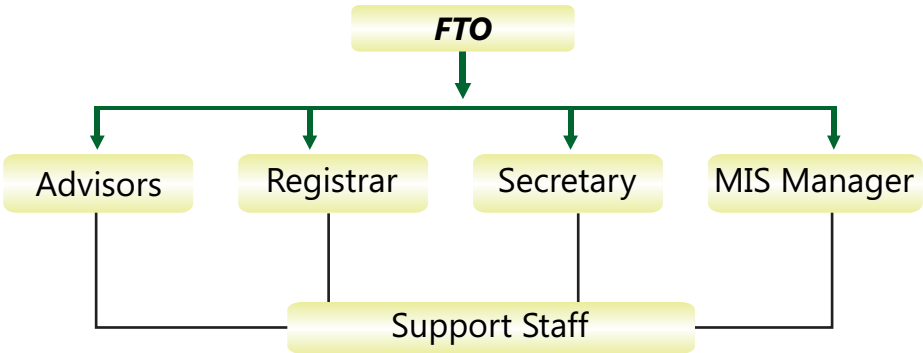 FTO
Advisors
Registrar
Secretary
MIS Manager
Support Staff